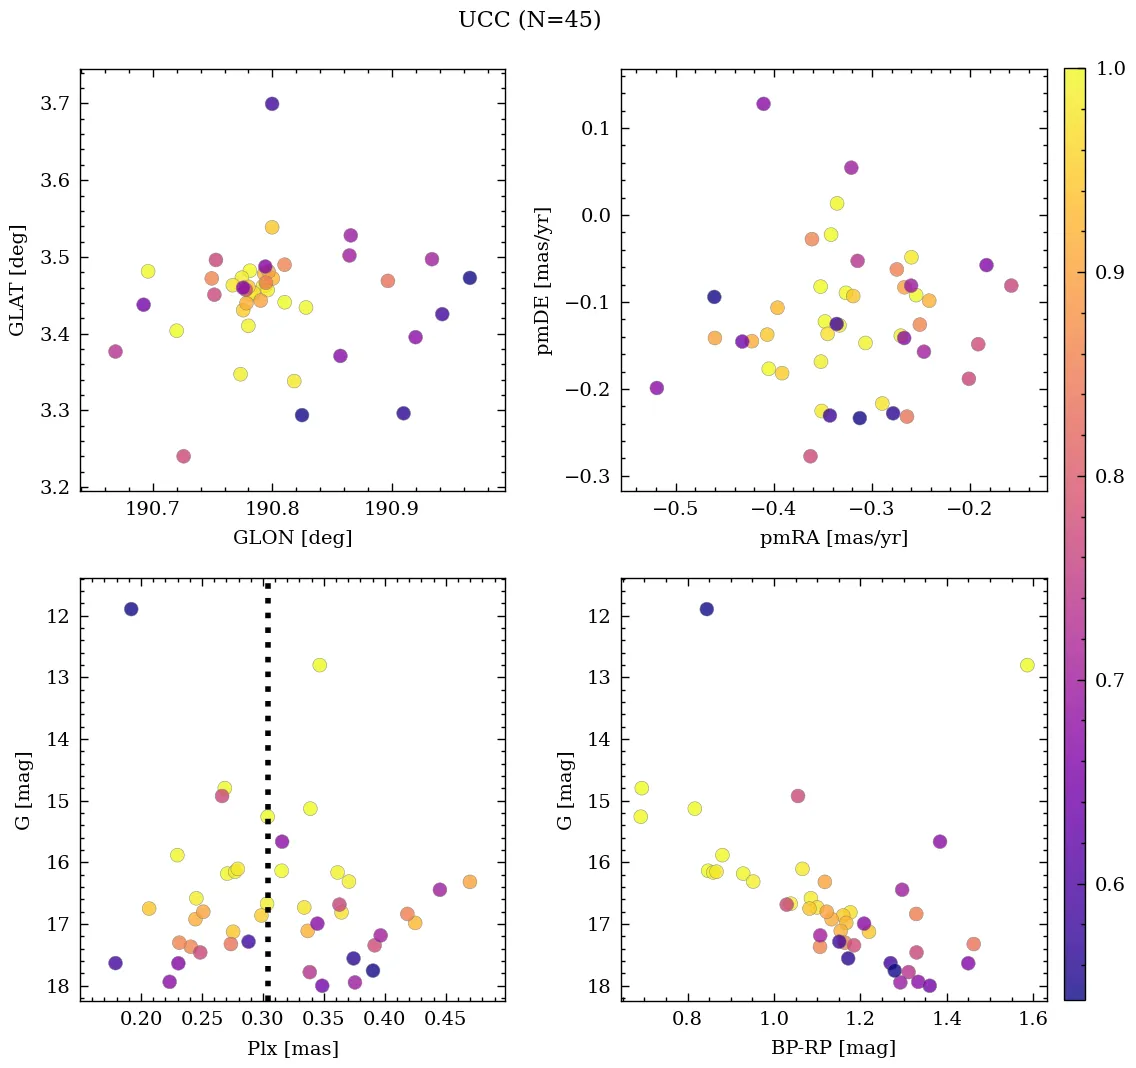 UCC (N=45)
3.7
3.6
3.5
3.4
3.3
3.2
GLAT [deg]
190.7 190.8 190.9
GLON [deg]
0.1
0.0
−0.1
−0.2
−0.3
pmDE [mas/yr]
−0.5 −0.4 −0.3 −0.2
pmRA [mas/yr]
1.0
0.9
0.8
0.7
0.6
12
13
14
15
16
17
18
G [mag]
0.20 0.25 0.30 0.35 0.40 0.45
Plx [mas]
12
13
14
15
16
17
18
G [mag]
0.8 1.0 1.2 1.4 1.6
BP-RP [mag]